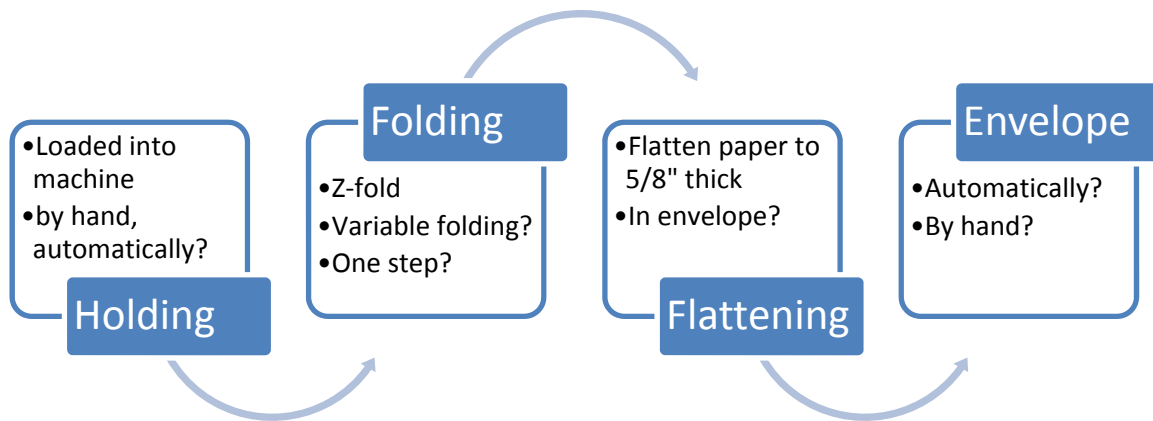 •Loaded into
machine
•by hand,
automatically?
Holding
Folding
•Z-fold
•Variable folding?
•One step?
•Flatten paper to
5/8" thick
•In envelope?
Flattening
Envelope
•Automatically?
•By hand?